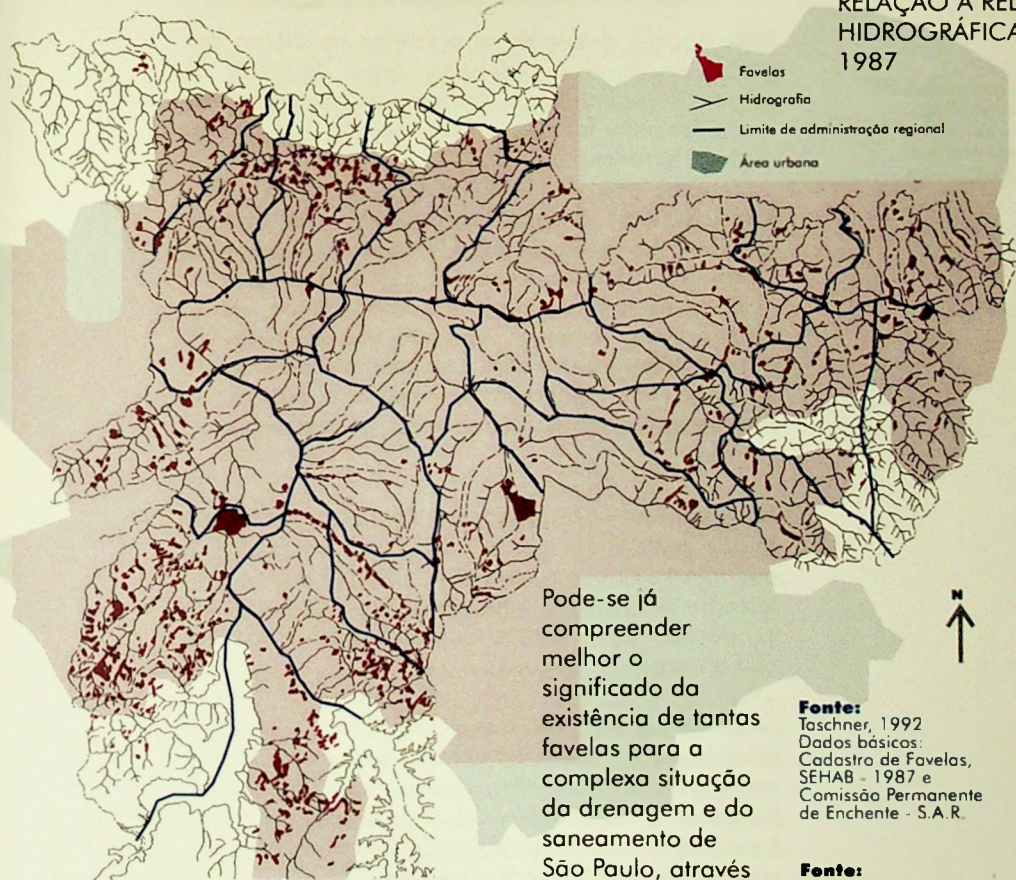 RELAÇÃO À
HIDROGRÁFICA
1987
Favelas
Hidrografia
Limite de administração regional
Área urbana
N
Pode-se já
compreender
melhor o
significado da
existência de tantas
favelas para a
complexa situação
da drenagem e do
saneamento de
São Paulo, através
Fonte:
Taschner, 1992
Dados básicos:
Cadastro de Favelas,
SEHAB - 1987 e
Comissão Permanente
de Enchente - S.A.R.
Fonte: